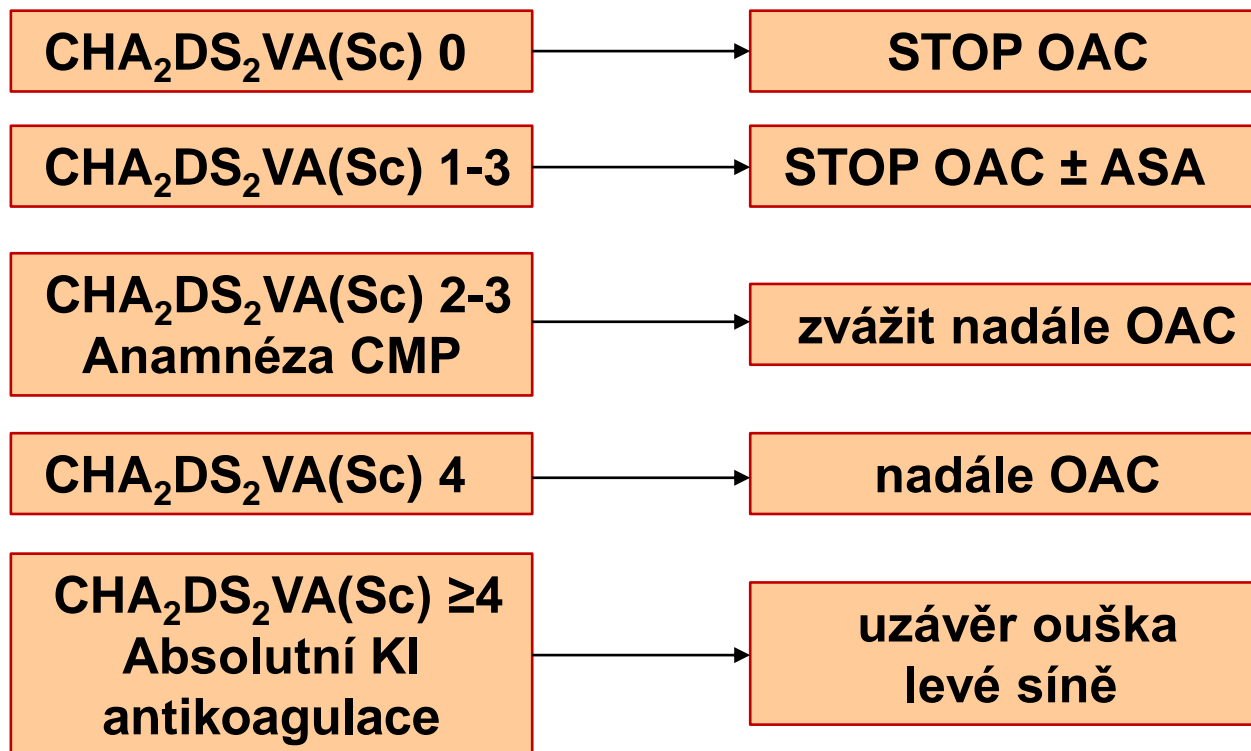 CHA₂DS₂VA(Sc) 0
STOP OAC
CHA₂DS₂VA(Sc) 1-3
STOP OAC ± ASA
CHA₂DS₂VA(Sc) 2-3
Anamnéza CMP
zvážit nadále OAC
CHA₂DS₂VA(Sc) 4
nadále OAC
CHA₂DS₂VA(Sc) ≥4
Absolutní KI
antikoagulace
uzávěr ouška
levé síně